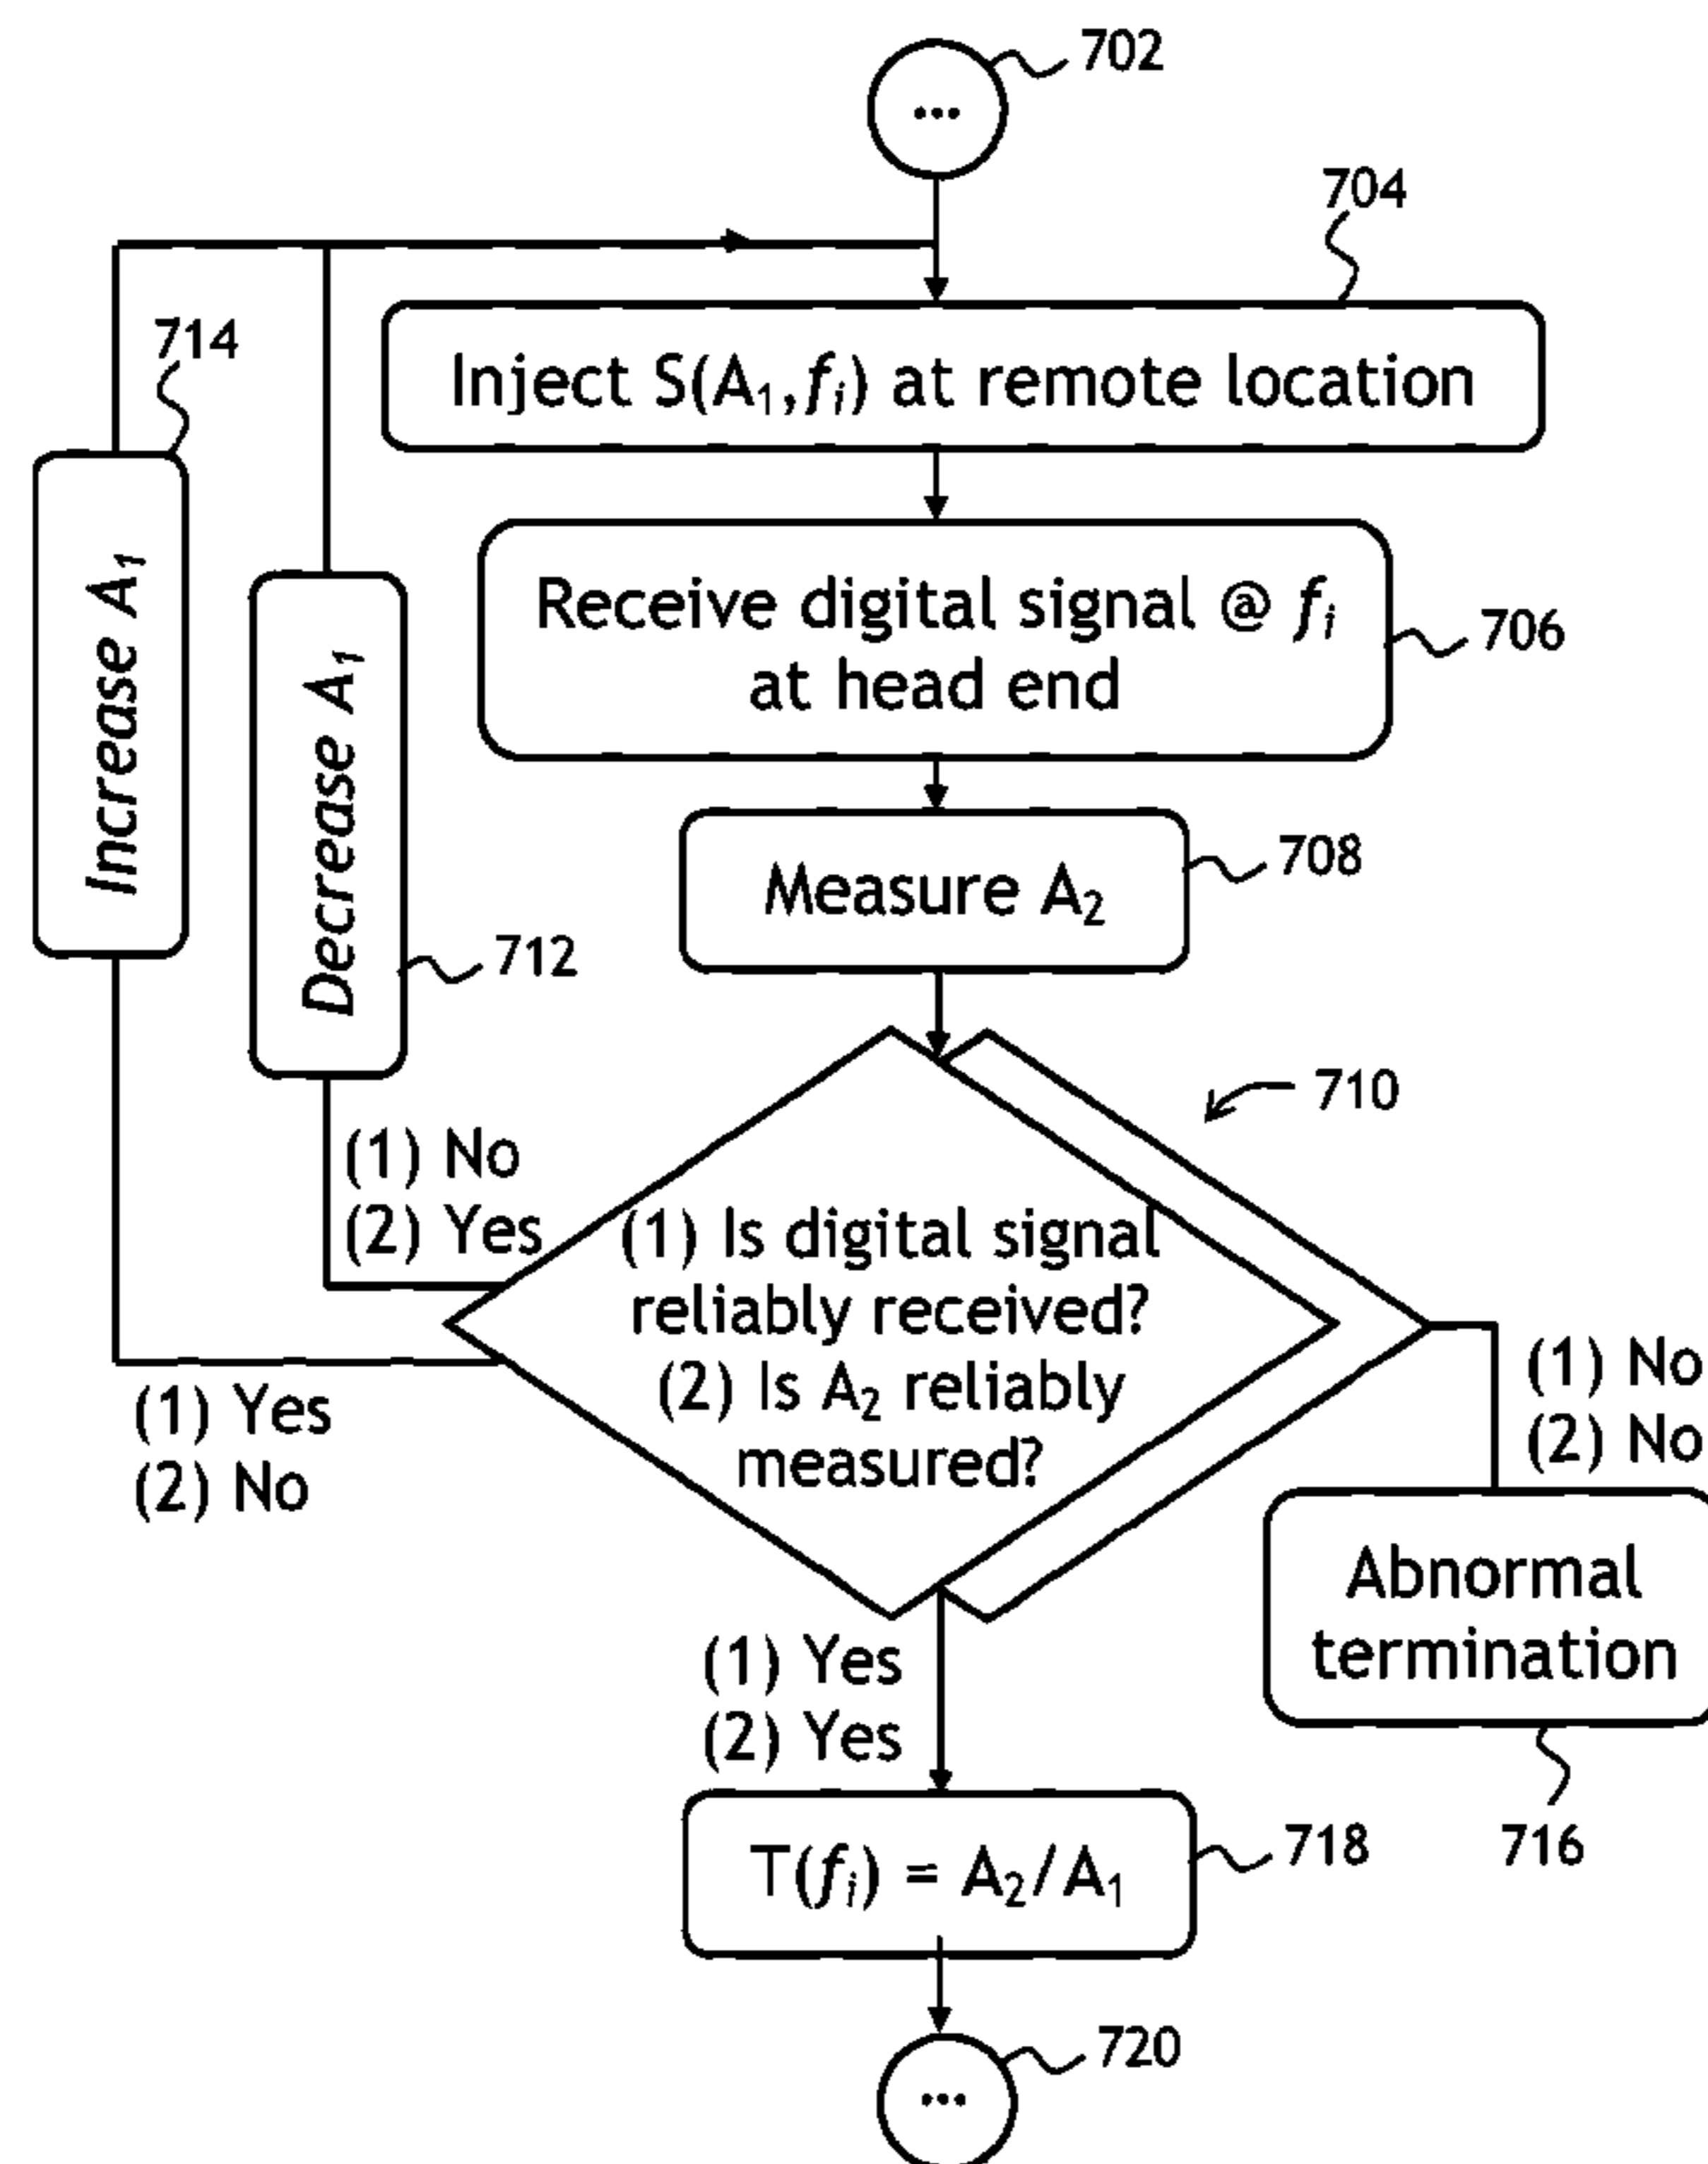 ...
702
704
Inject S(A₁,fᵢ) at remote location
714
Increase A₁
Receive digital signal @ fᵢ
at head end
706
Decrease A₁
712
Measure A₂
708
710
(1) No
(2) Yes
(1) Is digital signal
reliably received?
(2) Is A₂ reliably
measured?
(1) Yes
(2) No
(1) No
(2) No
Abnormal
termination
716
(1) Yes
(2) Yes
T(fᵢ) = A₂/A₁
718
...
720